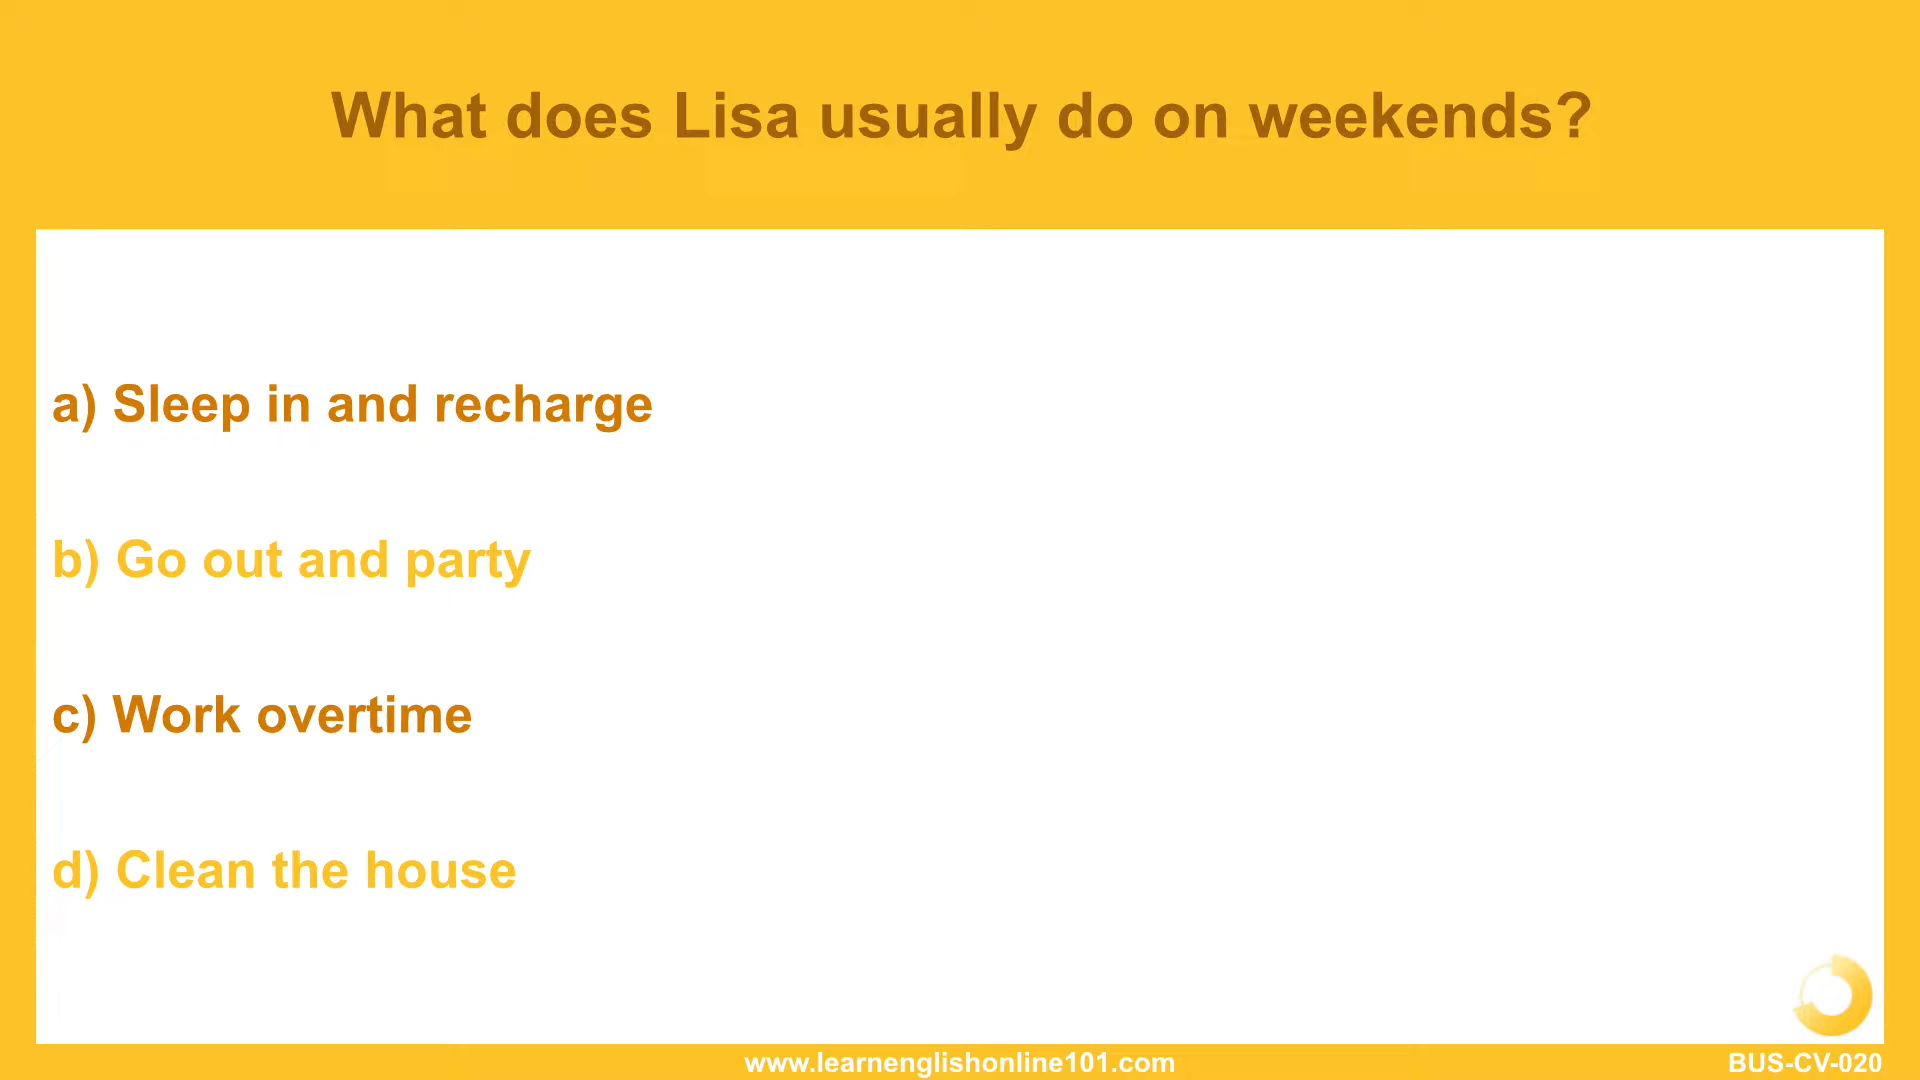 What does Lisa usually do on weekends?
a) Sleep in and recharge
b) Go out and party
c) Work overtime
d) Clean the house
www.learnenglishonline101.com
BUS-CV-020